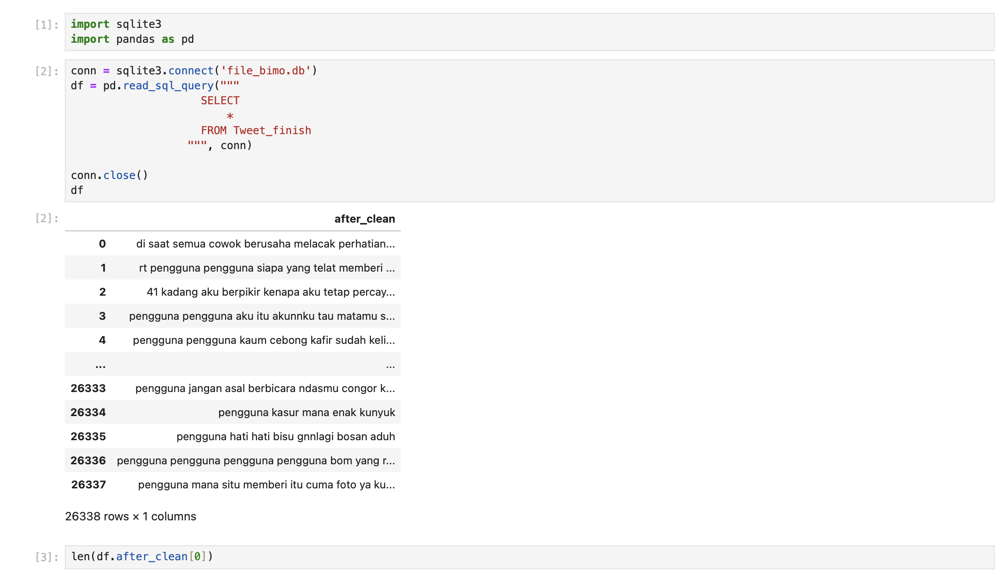 [1]: import sqlite3
import pandas as pd
[2]: conn = sqlite3.connect('file_bimo.db')
df = pd.read_sql_query("""
SELECT
*
FROM Tweet_finish
""", conn)
conn.close()
df
[2]: after_clean
0 di saat semua cowok berusaha melacak perhatian...
1 rt pengguna pengguna siapa yang telat memberi ...
2 41 kadang aku berpikir kenapa aku tetap percay...
3 pengguna pengguna aku itu akunnku tau matamu s...
4 pengguna pengguna kaum cebong kafir sudah keli...
... ...
26333 pengguna jangan asal berbicara ndasmu congor k...
26334 pengguna kasur mana enak kunyuk
26335 pengguna hati hati bisu gnnlagi bosan aduh
26336 pengguna pengguna pengguna pengguna bom yang r...
26337 pengguna mana situ memberi itu cuma foto ya ku...
26338 rows × 1 columns
[3]: len(df.after_clean[0])